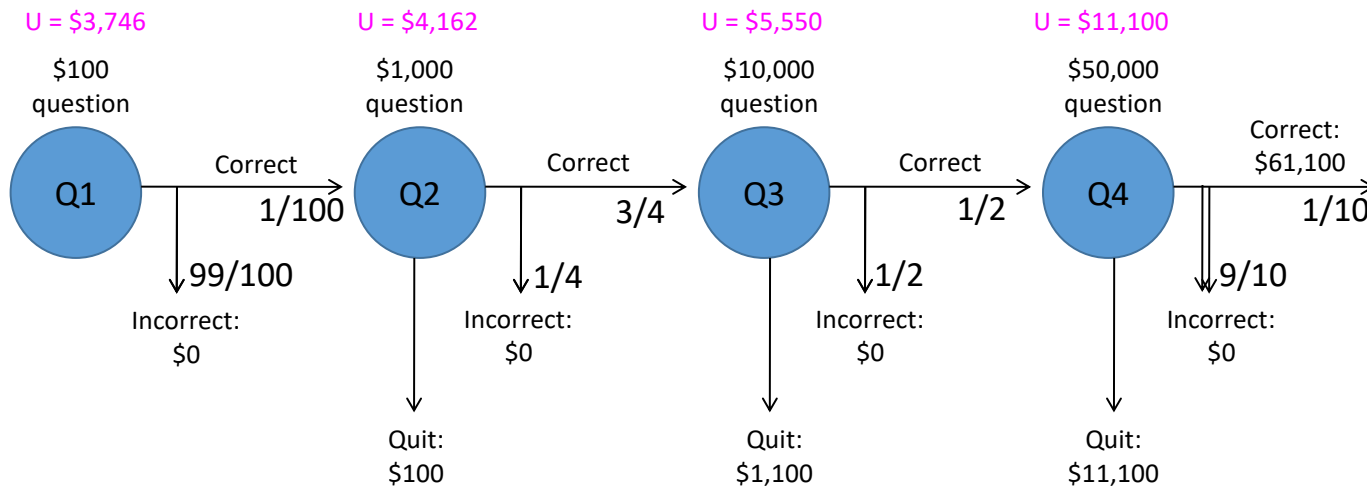 U = $3,746
U = $4,162
U = $5,550
U = $11,100
$100
question
$1,000
question
$10,000
question
$50,000
question
Q1
Correct
1/100
99/100
Incorrect:
$0
Q2
Correct
3/4
1/4
Incorrect:
$0
Quit:
$100
Q3
Correct
1/2
1/2
Incorrect:
$0
Quit:
$1,100
Q4
Correct:
$61,100
1/10
9/10
Incorrect:
$0
Quit:
$11,100